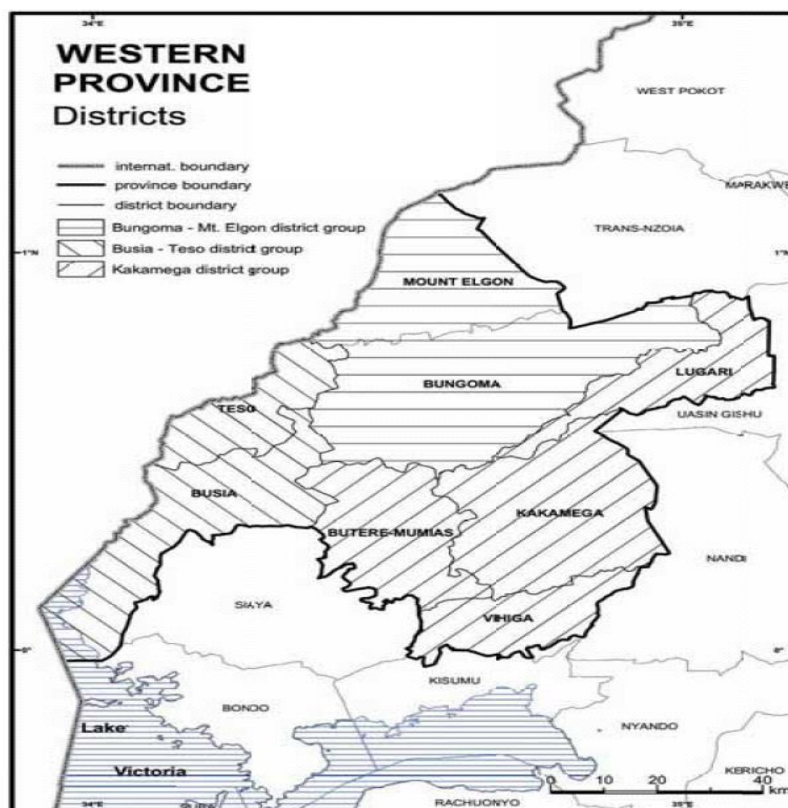 34°E
35°E
WESTERN
PROVINCE
Districts
internat. boundary
province boundary
district boundary
Bungoma - Mt. Elgon district group
Busia - Teso district group
Kakamega district group
WEST POKOT
MARAKWE
TRANS-NZOIA
1°N
1°N
MOUNT ELGON
LUGARI
BUNGOMA
TESO
UASIN GISHU
BUSIA
KAKAMEGA
BUTERE-MUMIAS
NANDI
SIAYA
VIHIGA
0°
0°
KISUMU
BONDO
NYANDO
Lake
Victoria
KERICHO
0 10 20 40
km
34°E
RACHUONYO
35°E